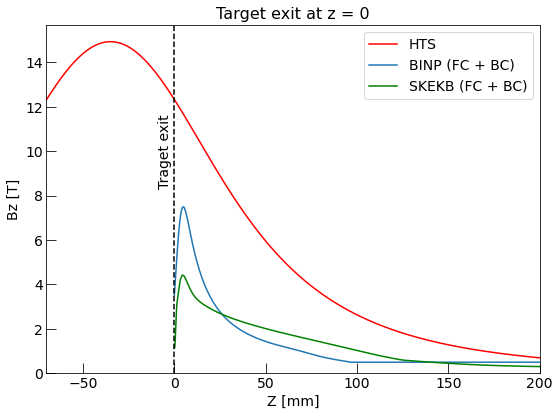 Target exit at z = 0
HTS
BINP (FC + BC)
SKEKB (FC + BC)
Traget exit
Bz [T]
14
12
10
8
6
4
2
0
−50
0
50
100
150
200
Z [mm]